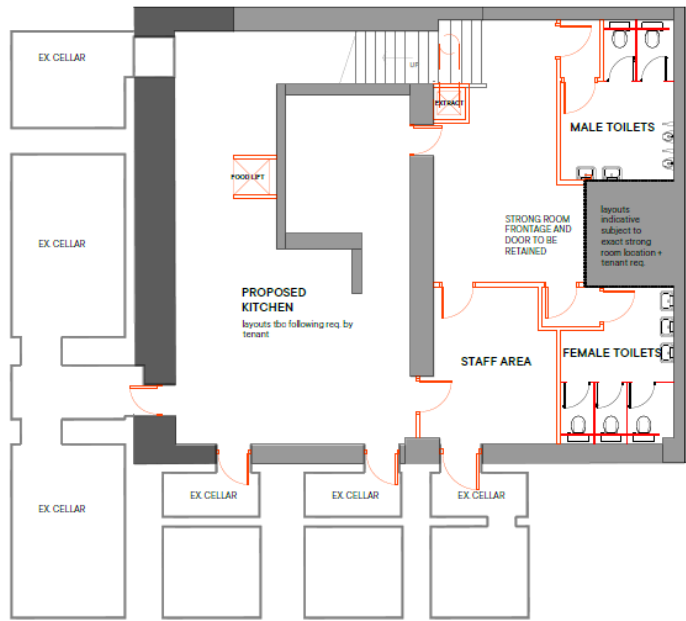 EX. CELLAR
UP
EXTRACT
MALE TOILETS
FOOD LIFT
layouts
indicative
subject to
exact strong
room location +
tenant req.
STRONG ROOM
FRONTAGE AND
DOOR TO BE
RETAINED
EX. CELLAR
PROPOSED
KITCHEN
layouts tbc following req. by
tenant
STAFF AREA
FEMALE TOILETS
EX. CELLAR
EX. CELLAR
EX. CELLAR
EX. CELLAR